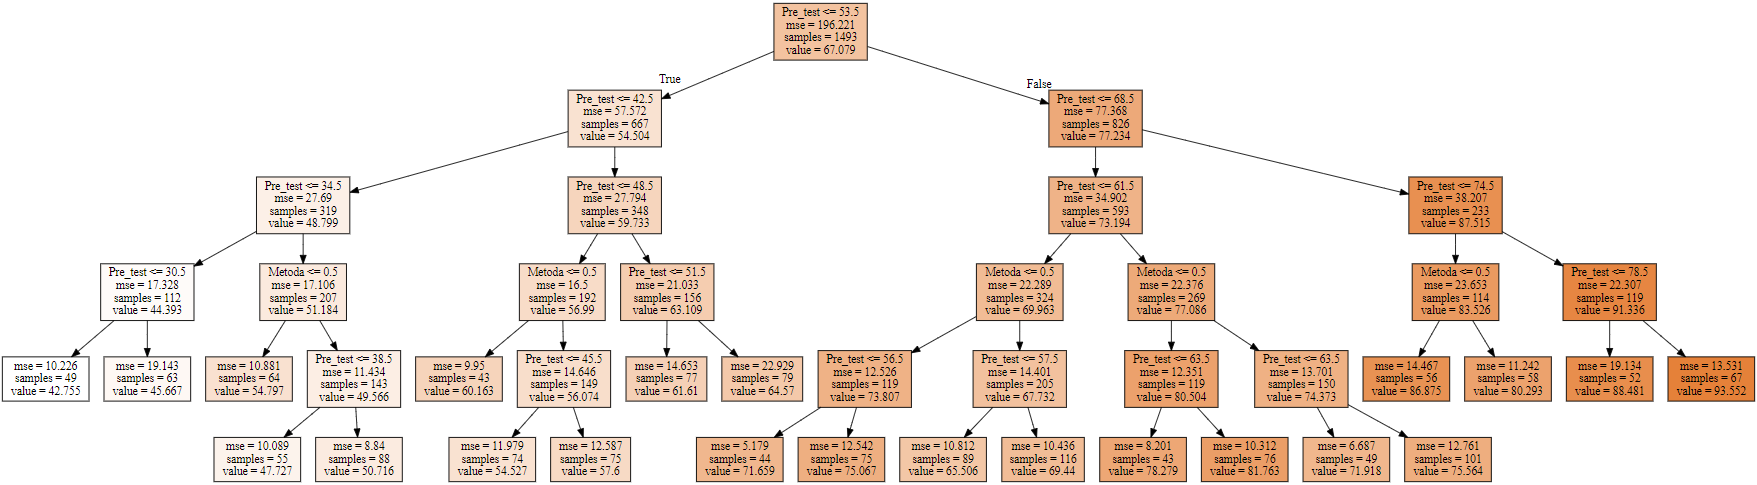 Pre_test <= 53.5
mse = 196.221
samples = 1493
value = 67.079
True
False
Pre_test <= 42.5
mse = 57.572
samples = 667
value = 54.504
Pre_test <= 68.5
mse = 77.368
samples = 826
value = 77.234
Pre_test <= 34.5
mse = 27.69
samples = 319
value = 48.799
Pre_test <= 48.5
mse = 27.794
samples = 348
value = 59.733
Pre_test <= 61.5
mse = 34.902
samples = 593
value = 73.194
Pre_test <= 74.5
mse = 38.207
samples = 233
value = 87.515
Pre_test <= 30.5
mse = 17.328
samples = 112
value = 44.393
Metoda <= 0.5
mse = 17.106
samples = 207
value = 51.184
Metoda <= 0.5
mse = 16.5
samples = 192
value = 56.99
Pre_test <= 51.5
mse = 21.033
samples = 156
value = 63.109
Metoda <= 0.5
mse = 22.289
samples = 324
value = 69.963
Metoda <= 0.5
mse = 22.376
samples = 269
value = 77.086
Metoda <= 0.5
mse = 23.653
samples = 114
value = 83.526
Pre_test <= 78.5
mse = 22.307
samples = 119
value = 91.336
mse = 10.226
samples = 49
value = 42.755
mse = 19.143
samples = 63
value = 45.667
mse = 10.881
samples = 64
value = 54.797
Pre_test <= 38.5
mse = 11.434
samples = 143
value = 49.566
mse = 9.95
samples = 43
value = 60.163
Pre_test <= 45.5
mse = 14.646
samples = 149
value = 56.074
mse = 14.653
samples = 77
value = 61.61
mse = 22.929
samples = 79
value = 64.57
Pre_test <= 56.5
mse = 12.526
samples = 119
value = 73.807
Pre_test <= 57.5
mse = 14.401
samples = 205
value = 67.732
Pre_test <= 63.5
mse = 12.351
samples = 119
value = 80.504
Pre_test <= 63.5
mse = 13.701
samples = 150
value = 74.373
mse = 14.467
samples = 56
value = 86.875
mse = 11.242
samples = 58
value = 80.293
mse = 19.134
samples = 52
value = 88.481
mse = 13.531
samples = 67
value = 93.552
mse = 10.089
samples = 55
value = 47.727
mse = 8.84
samples = 88
value = 50.716
mse = 11.979
samples = 74
value = 54.527
mse = 12.587
samples = 75
value = 57.6
mse = 5.179
samples = 44
value = 71.659
mse = 12.542
samples = 75
value = 75.067
mse = 10.812
samples = 89
value = 65.506
mse = 10.436
samples = 116
value = 69.44
mse = 8.201
samples = 43
value = 78.279
mse = 10.312
samples = 76
value = 81.763
mse = 6.687
samples = 49
value = 71.918
mse = 12.761
samples = 101
value = 75.564